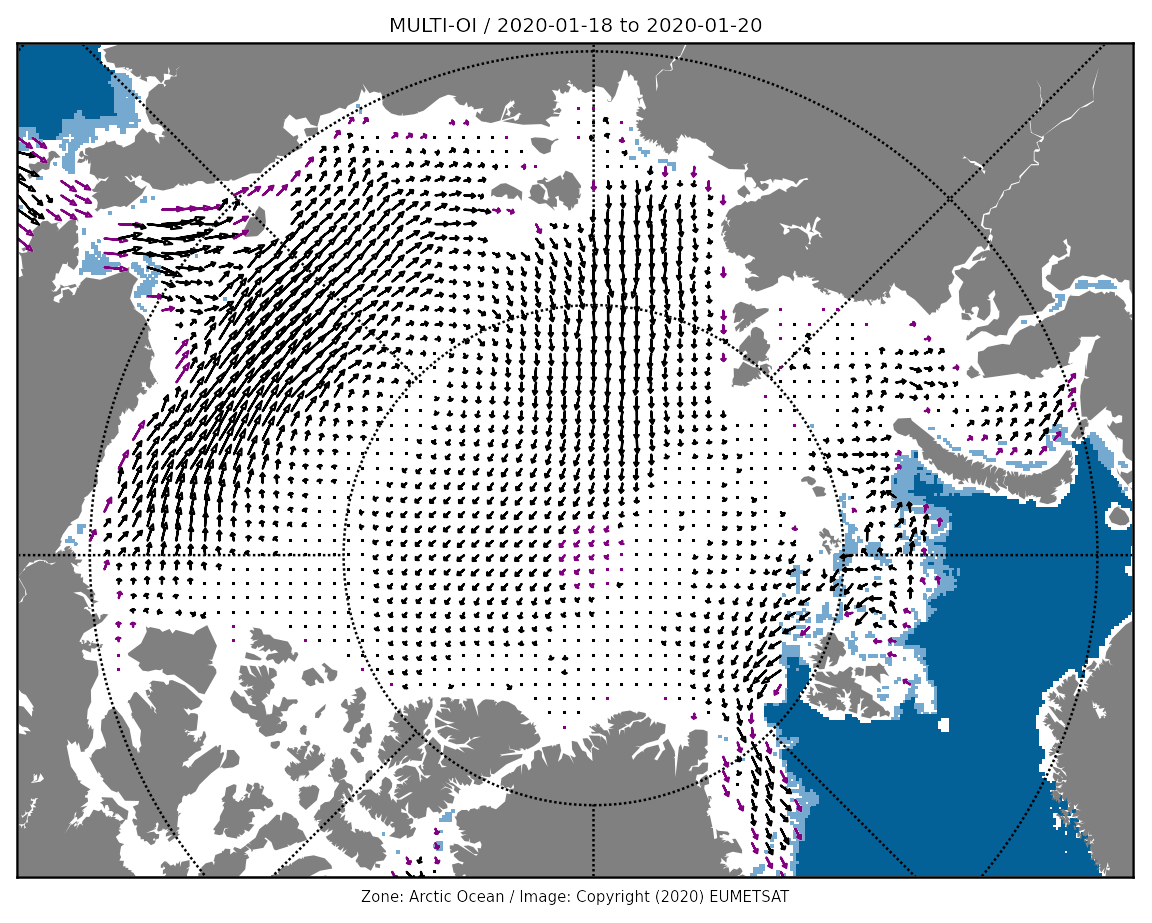 MULTI-OI / 2020-01-18 to 2020-01-20
Zone: Arctic Ocean / Image: Copyright (2020) EUMETSAT